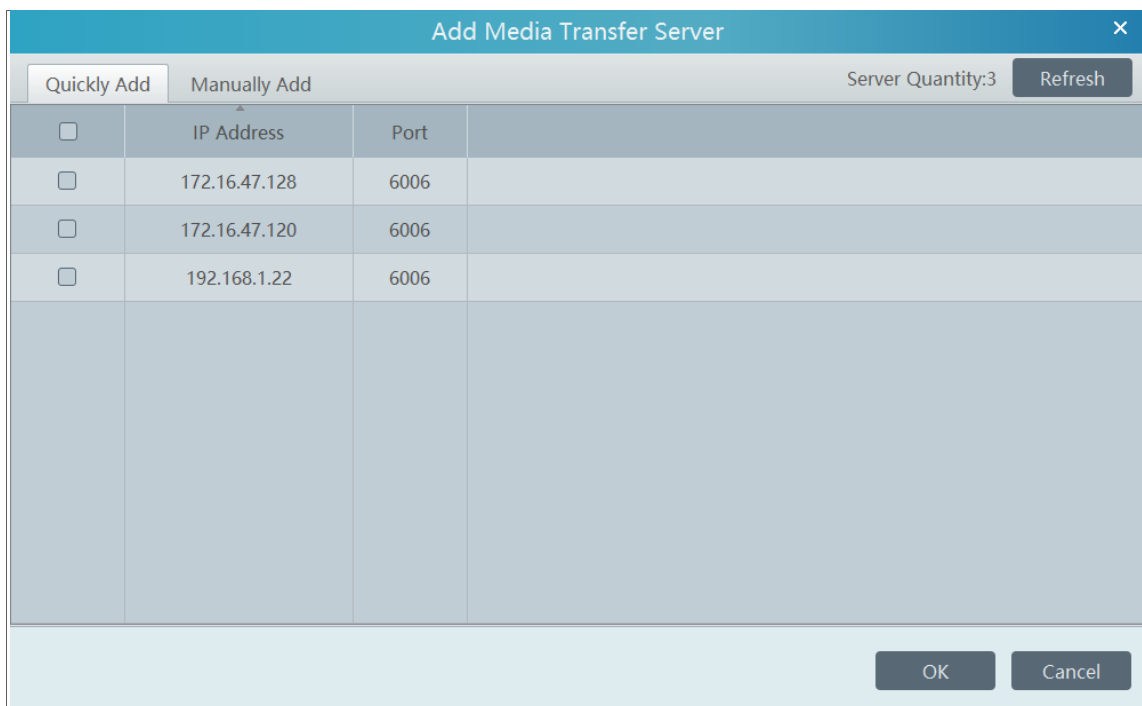 Add Media Transfer Server
Quickly Add Manually Add Server Quantity:3 Refresh
IP Address Port
172.16.47.128 6006
172.16.47.120 6006
192.168.1.22 6006
OK Cancel